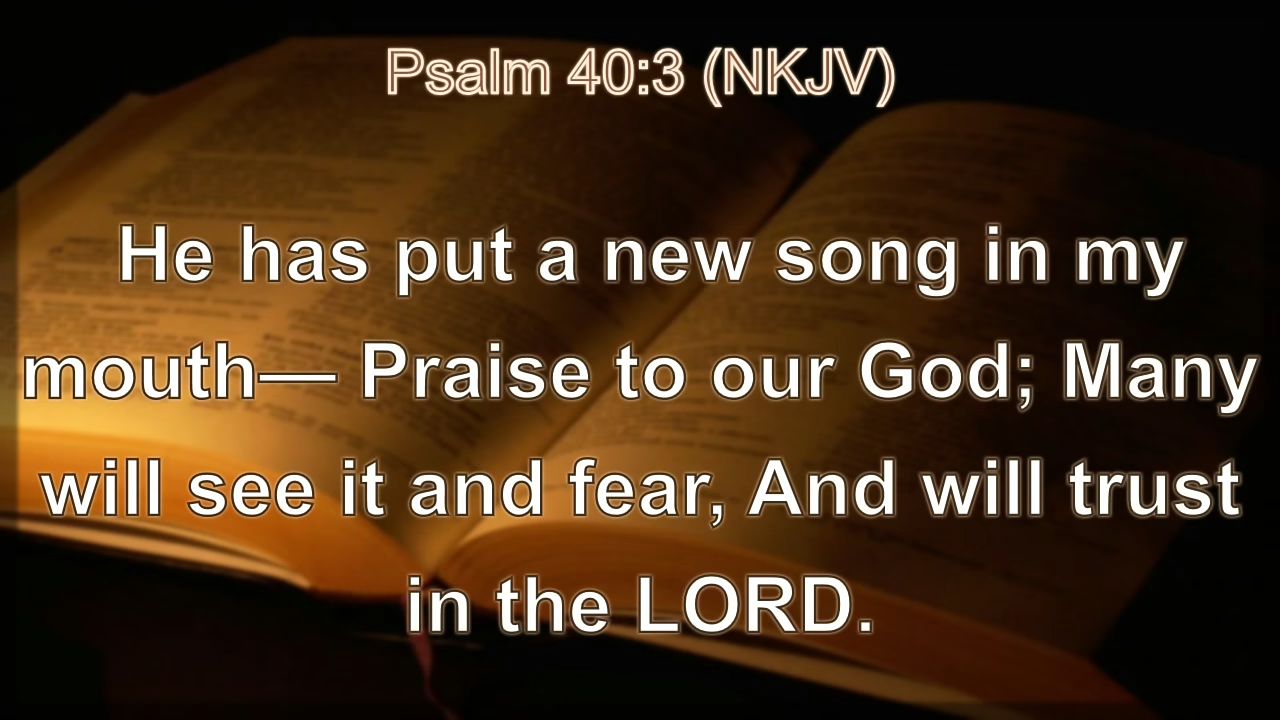 Psalm 40:3 (NKJV)
He has put a new song in my
mouth— Praise to our God; Many
will see it and fear, And will trust
in the LORD.